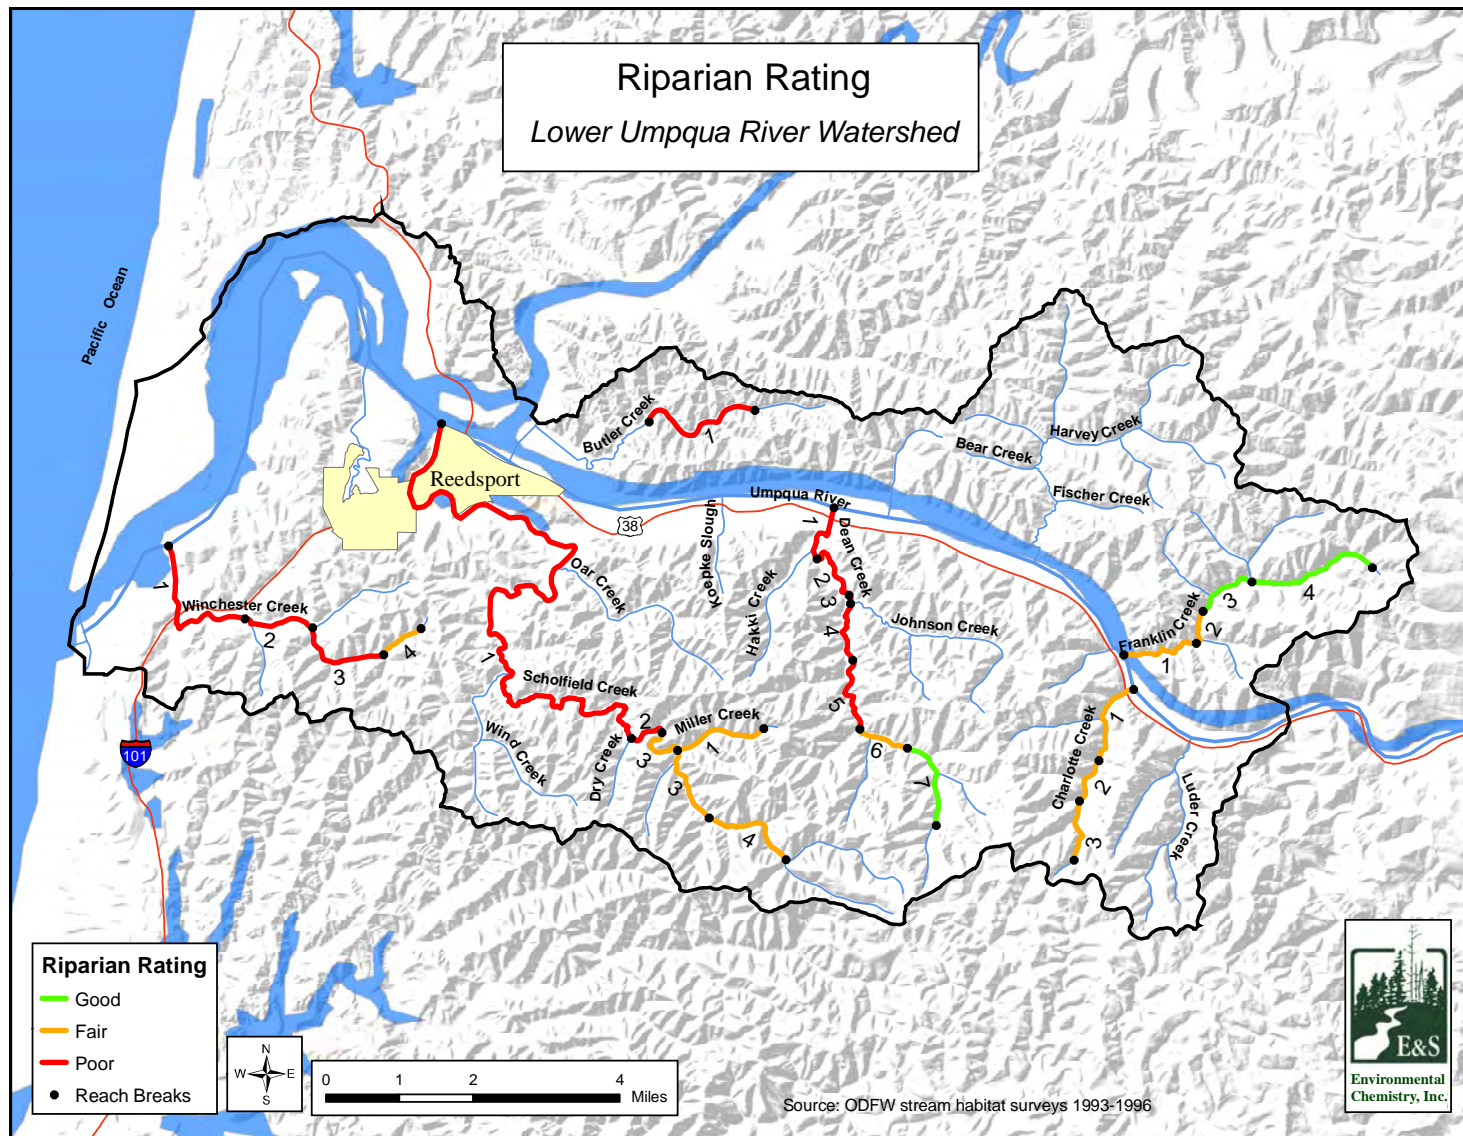 Riparian Rating
Lower Umpqua River Watershed
Pacific Ocean
Reedsport
38
101
Butler Creek
1
Umpqua River
Koepke Slough
Hakki Creek
Dean Creek
1
2
3
4
5
6
7
Johnson Creek
Bear Creek
Harvey Creek
Fischer Creek
Franklin Creek
1
2
3
4
Charlotte Creek
1
2
3
Luder Creek
Winchester Creek
1
2
3
4
Oar Creek
Scholfield Creek
1
2
3
3
4
Wind Creek
Dry Creek
Miller Creek
1
Riparian Rating
Good
Fair
Poor
Reach Breaks
N
W E
S
0 1 2 4
Miles
Source: ODFW stream habitat surveys 1993-1996
E&S
Environmental
Chemistry, Inc.